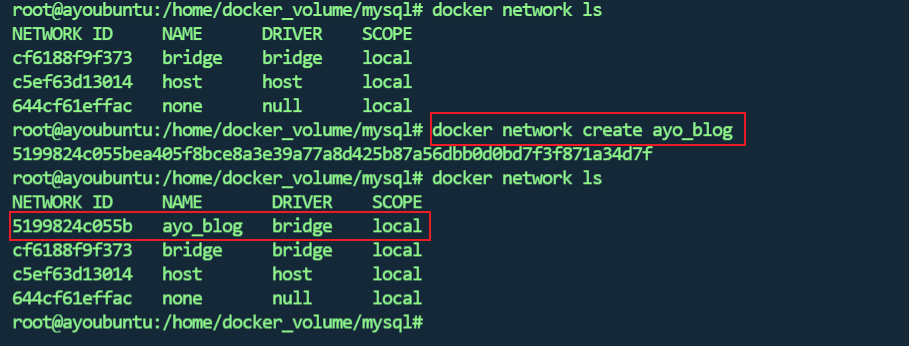 root@ayoubuntu:/home/docker_volume/mysql# docker network ls
NETWORK ID     NAME      DRIVER    SCOPE
cf6188f9f373   bridge    bridge    local
c5ef63d13014   host      host      local
644cf61effac   none      null      local
root@ayoubuntu:/home/docker_volume/mysql# docker network create ayo_blog
5199824c055bea405f8bce8a3e39a77a8d425b87a56dbb0d0bd7f3f871a34d7f
root@ayoubuntu:/home/docker_volume/mysql# docker network ls
NETWORK ID     NAME       DRIVER    SCOPE
5199824c055b   ayo_blog   bridge    local
cf6188f9f373   bridge     bridge    local
c5ef63d13014   host       host      local
644cf61effac   none       null      local
root@ayoubuntu:/home/docker_volume/mysql#